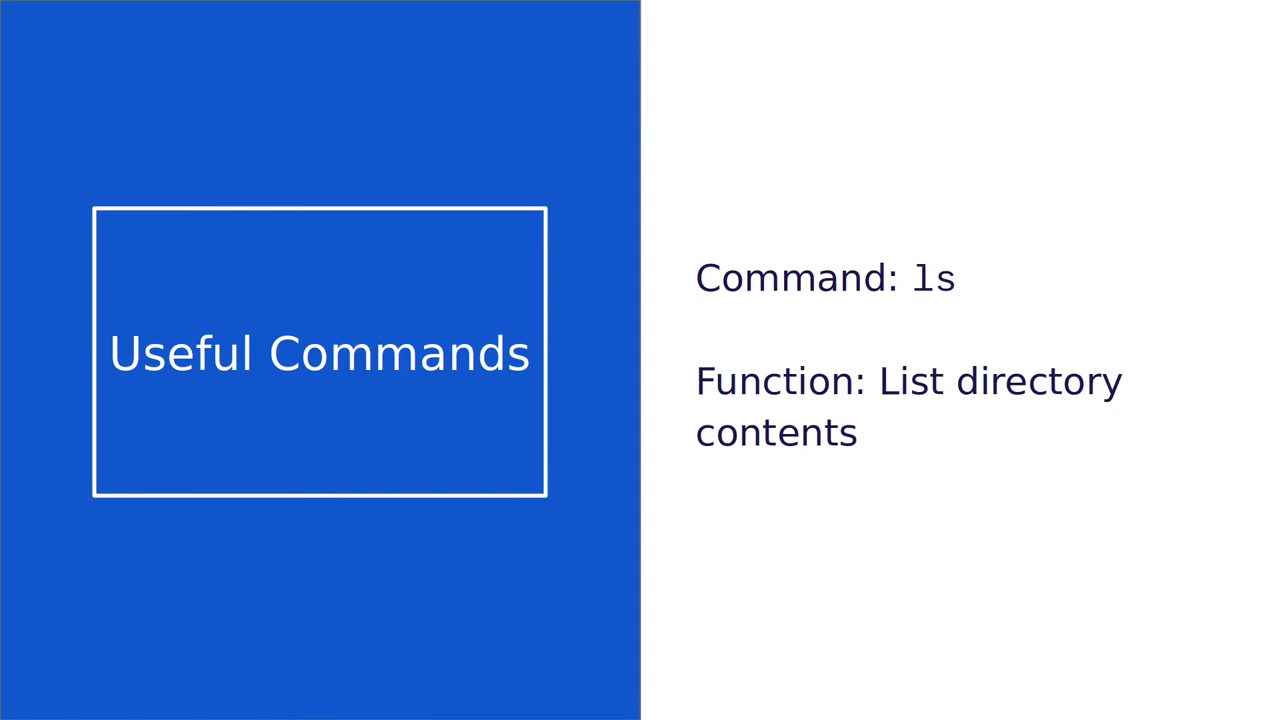 Useful Commands
Command: ls
Function: List directory
contents